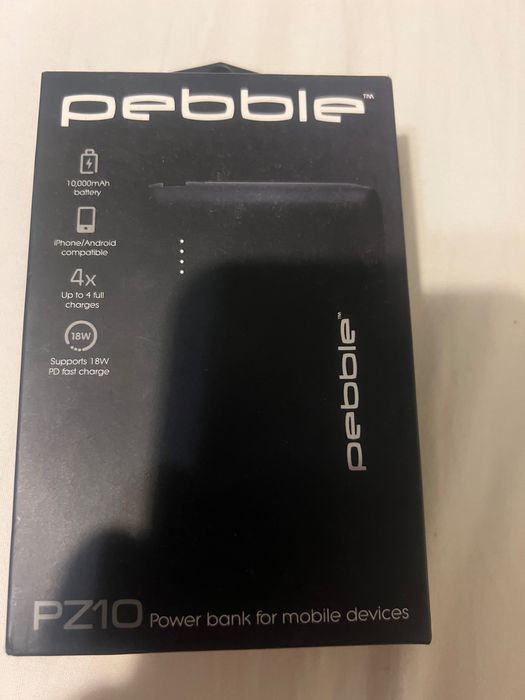 pebble™
10,000mAh
battery
iPhone/Android
compatible
4x
Up to 4 full
charges
18W
Supports 18W
PD fast charge
pebble™
PZ10 Power bank for mobile devices